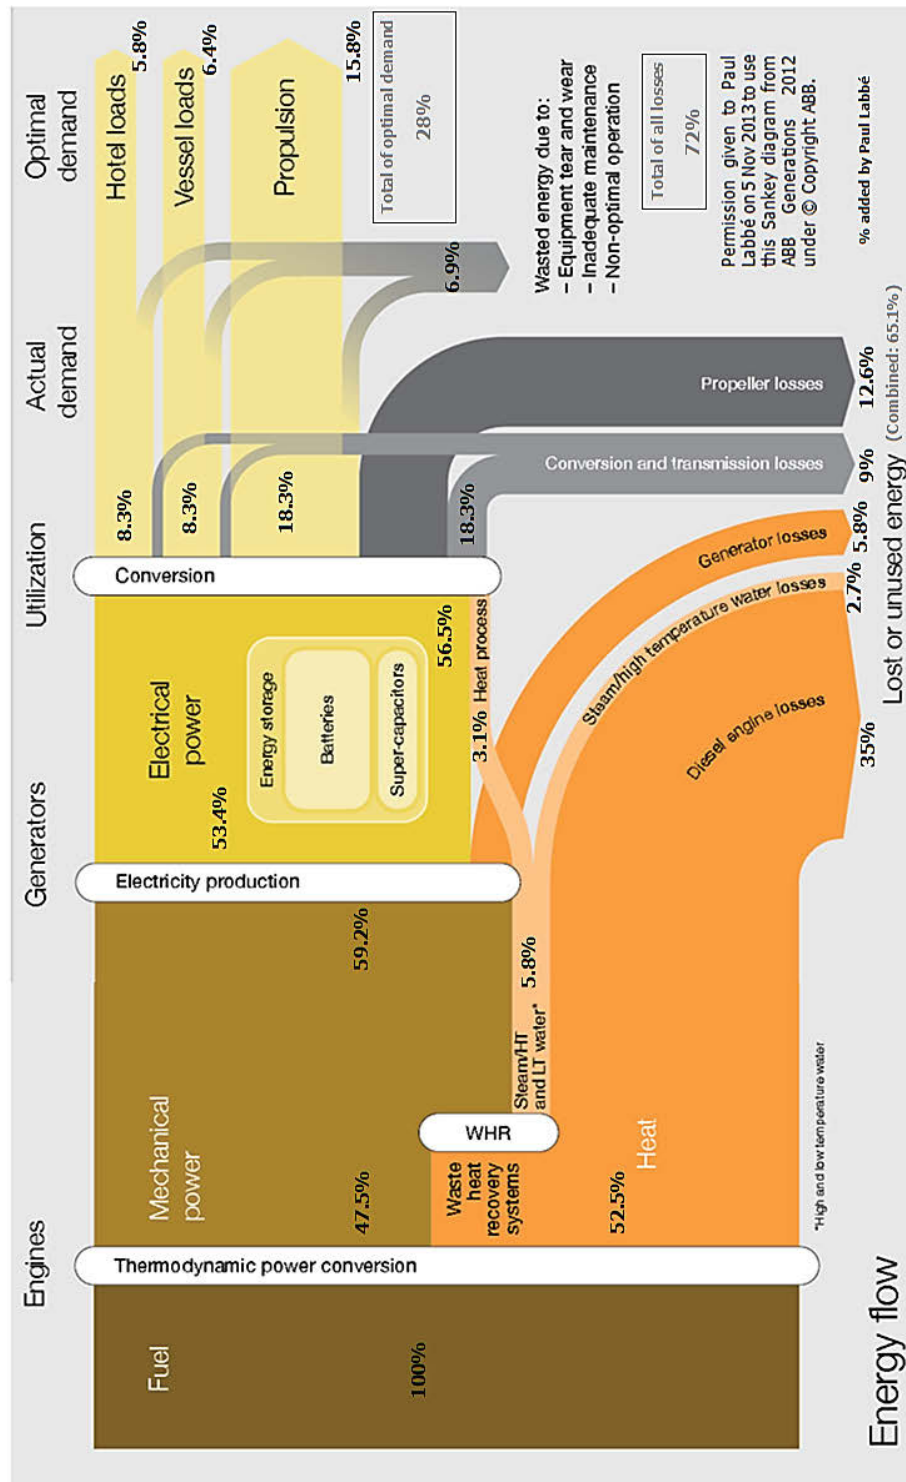 Engines
Generators
Utilization
Actual
demand
Optimal
demand
Fuel
100%
Thermodynamic power conversion
Mechanical
power
47.5%
Waste
heat
recovery
systems
52.5%
Heat
WHR
Steam/HT
and LT water*
5.8%
59.2%
Electricity production
Electrical
power
53.4%
Energy storage
Batteries
Super-capacitors
56.5%
3.1%
Heat process
Conversion
8.3%
8.3%
18.3%
18.3%
Hotel loads
5.8%
Vessel loads
6.4%
Propulsion
15.8%
Total of optimal demand
28%
6.9%
Wasted energy due to:
– Equipment tear and wear
– Inadequate maintenance
– Non-optimal operation
Total of all losses
72%
Permission given to Paul
Labbé on 5 Nov 2013 to use
this Sankey diagram from
ABB Generations 2012
under © Copyright ABB.
% added by Paul Labbé
Propeller losses
12.6%
Conversion and transmission losses
9%
Generator losses
5.8%
Steam/high temperature water losses
2.7%
Diesel engine losses
35%
Lost or unused energy (Combined: 65.1%)
*High and low temperature water
Energy flow